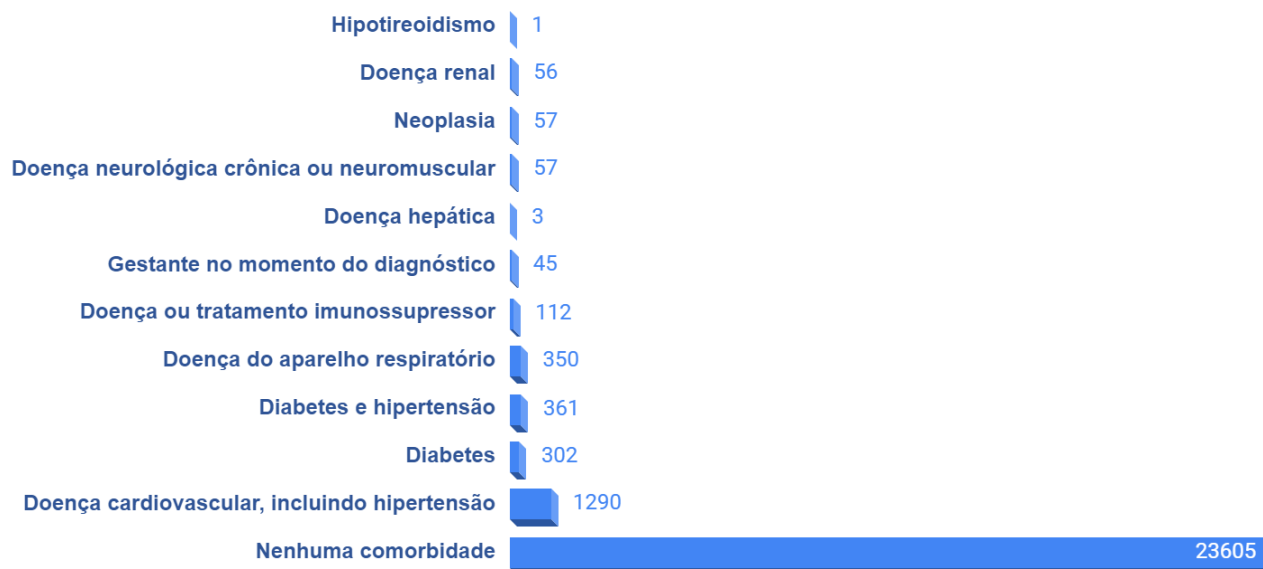 Hipotireoidismo 1
Doença renal 56
Neoplasia 57
Doença neurológica crônica ou neuromuscular 57
Doença hepática 3
Gestante no momento do diagnóstico 45
Doença ou tratamento imunossupressor 112
Doença do aparelho respiratório 350
Diabetes e hipertensão 361
Diabetes 302
Doença cardiovascular, incluindo hipertensão 1290
Nenhuma comorbidade 23605